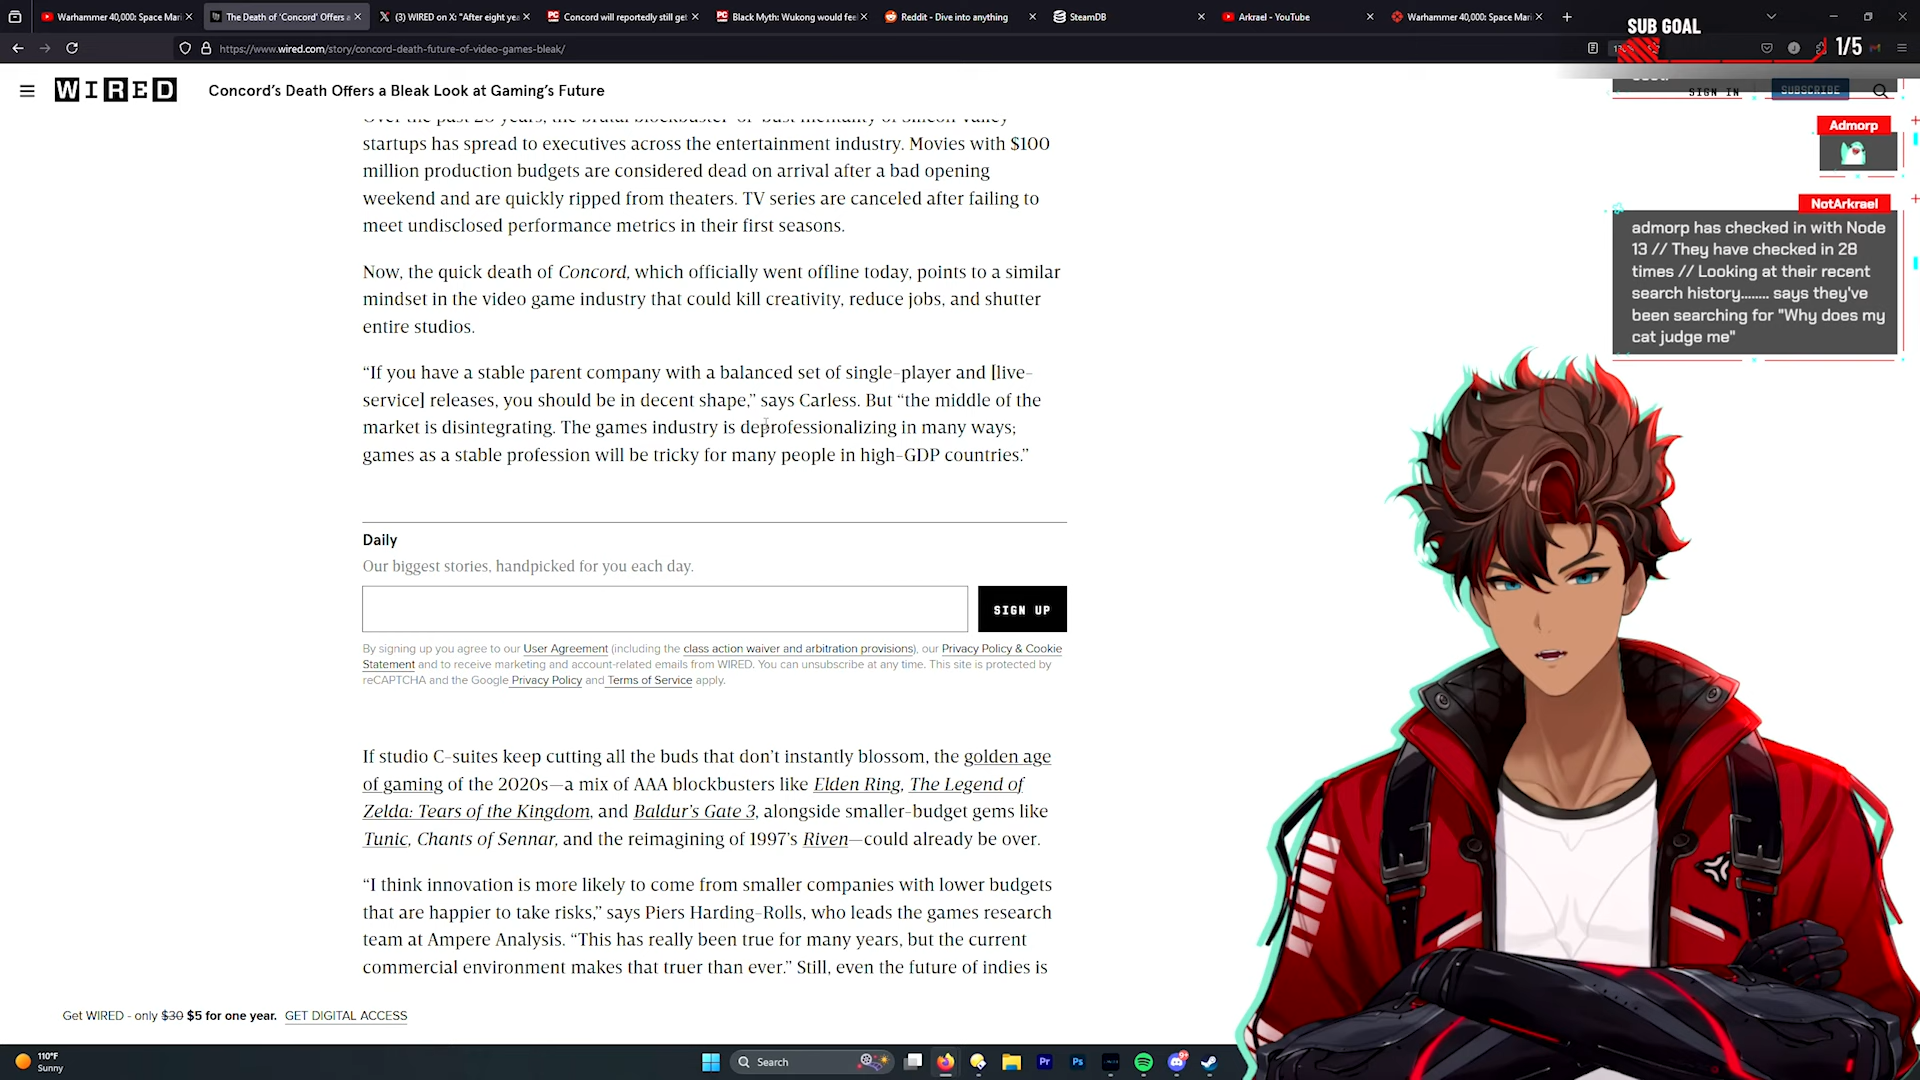 Warhammer 40,000: Space Mari
The Death of 'Concord' Offers a
(3) WIRED on X: "After eight yea
Concord will reportedly still get
Black Myth: Wukong would feel
Reddit - Dive into anything
SteamDB
Arkrael - YouTube
Warhammer 40,000: Space Mari
SUB GOAL
1/5
https://www.wired.com/story/concord-death-future-of-video-games-bleak/
WIRED
Concord's Death Offers a Bleak Look at Gaming's Future
SIGN IN
SUBSCRIBE
Over the past 20 years, the brutal blockbuster-or-bust mentality of Silicon Valley
startups has spread to executives across the entertainment industry. Movies with $100
million production budgets are considered dead on arrival after a bad opening
weekend and are quickly ripped from theaters. TV series are canceled after failing to
meet undisclosed performance metrics in their first seasons.
Now, the quick death of Concord, which officially went offline today, points to a similar
mindset in the video game industry that could kill creativity, reduce jobs, and shutter
entire studios.
“If you have a stable parent company with a balanced set of single-player and [live-
service] releases, you should be in decent shape,” says Carless. But “the middle of the
market is disintegrating. The games industry is deprofessionalizing in many ways;
games as a stable profession will be tricky for many people in high-GDP countries.”
Daily
Our biggest stories, handpicked for you each day.
SIGN UP
By signing up you agree to our User Agreement (including the class action waiver and arbitration provisions), our Privacy Policy & Cookie
Statement and to receive marketing and account-related emails from WIRED. You can unsubscribe at any time. This site is protected by
reCAPTCHA and the Google Privacy Policy and Terms of Service apply.
If studio C-suites keep cutting all the buds that don't instantly blossom, the golden age
of gaming of the 2020s—a mix of AAA blockbusters like Elden Ring, The Legend of
Zelda: Tears of the Kingdom, and Baldur's Gate 3, alongside smaller-budget gems like
Tunic, Chants of Sennar, and the reimagining of 1997's Riven—could already be over.
“I think innovation is more likely to come from smaller companies with lower budgets
that are happier to take risks,” says Piers Harding-Rolls, who leads the games research
team at Ampere Analysis. “This has really been true for many years, but the current
commercial environment makes that truer than ever.” Still, even the future of indies is
Admorp
NotArkrael
admorp has checked in with Node
13 // They have checked in 28
times // Looking at their recent
search history........ says they've
been searching for "Why does my
cat judge me"
Get WIRED - only $30 $5 for one year. GET DIGITAL ACCESS
110°F
Sunny
Search
Pr
Ps